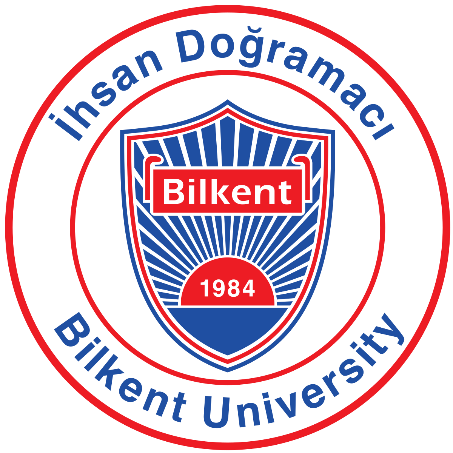 İhsan Doğramacı
Bilkent
1984
Bilkent University